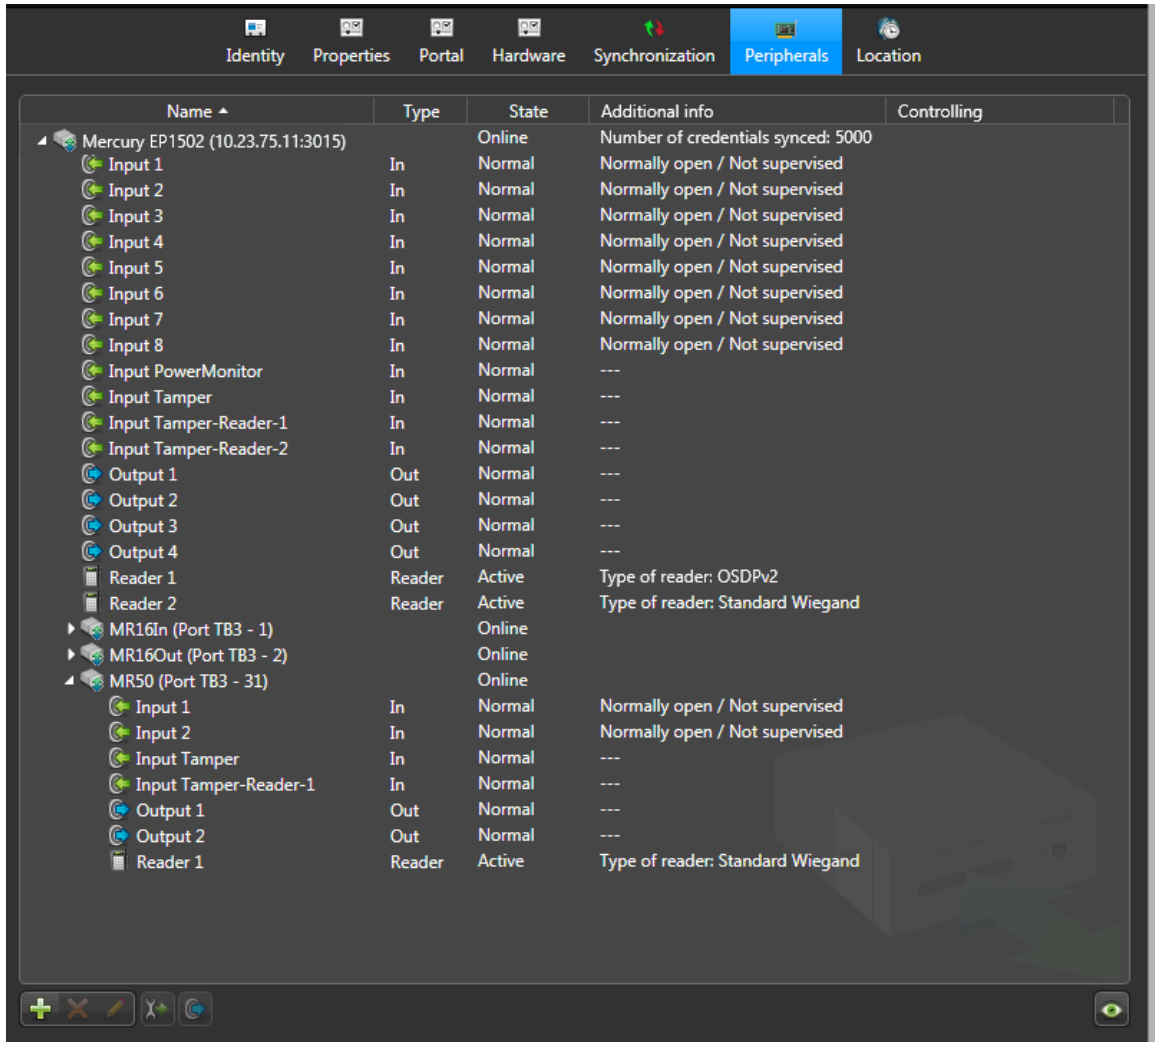 Identity Properties Portal Hardware Synchronization Peripherals Location
Name Type State Additional info Controlling
Mercury EP1502 (10.23.75.11:3015) Online Number of credentials synced: 5000
Input 1 In Normal Normally open / Not supervised
Input 2 In Normal Normally open / Not supervised
Input 3 In Normal Normally open / Not supervised
Input 4 In Normal Normally open / Not supervised
Input 5 In Normal Normally open / Not supervised
Input 6 In Normal Normally open / Not supervised
Input 7 In Normal Normally open / Not supervised
Input 8 In Normal Normally open / Not supervised
Input PowerMonitor In Normal ---
Input Tamper In Normal ---
Input Tamper-Reader-1 In Normal ---
Input Tamper-Reader-2 In Normal ---
Output 1 Out Normal ---
Output 2 Out Normal ---
Output 3 Out Normal ---
Output 4 Out Normal ---
Reader 1 Reader Active Type of reader: OSDPv2
Reader 2 Reader Active Type of reader: Standard Wiegand
MR16In (Port TB3 - 1) Online
MR16Out (Port TB3 - 2) Online
MR50 (Port TB3 - 31) Online
Input 1 In Normal Normally open / Not supervised
Input 2 In Normal Normally open / Not supervised
Input Tamper In Normal ---
Input Tamper-Reader-1 In Normal ---
Output 1 Out Normal ---
Output 2 Out Normal ---
Reader 1 Reader Active Type of reader: Standard Wiegand